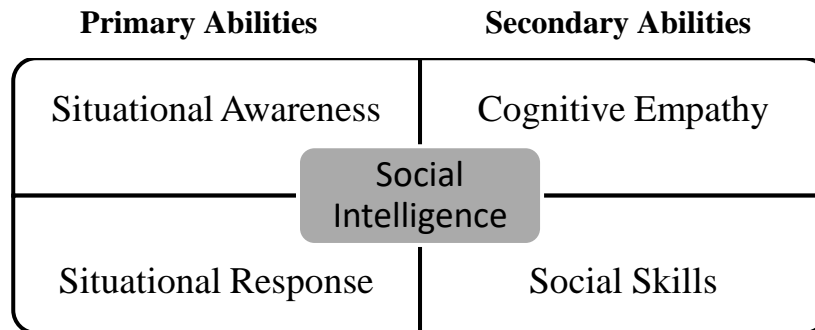 Primary Abilities
Secondary Abilities
Situational Awareness
Cognitive Empathy
Social
Intelligence
Situational Response
Social Skills